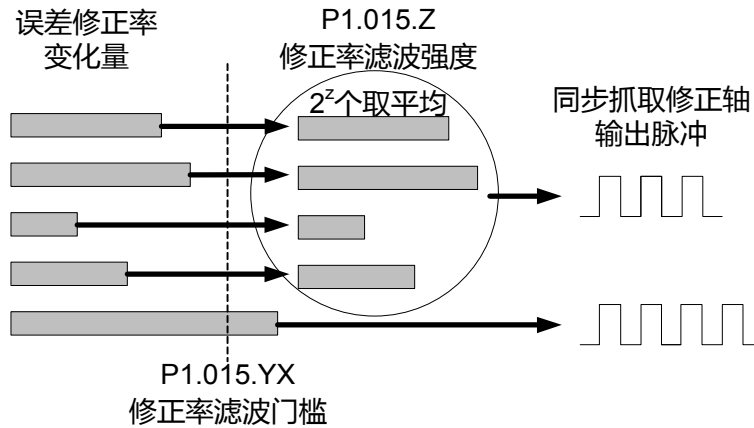 误差修正率
变化量
P1.015.Z
修正率滤波强度
2ᶻ个取平均
同步抓取修正轴
输出脉冲
P1.015.YX
修正率滤波门槛